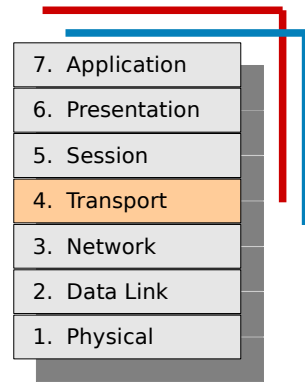 7. Application
6. Presentation
5. Session
4. Transport
3. Network
2. Data Link
1. Physical